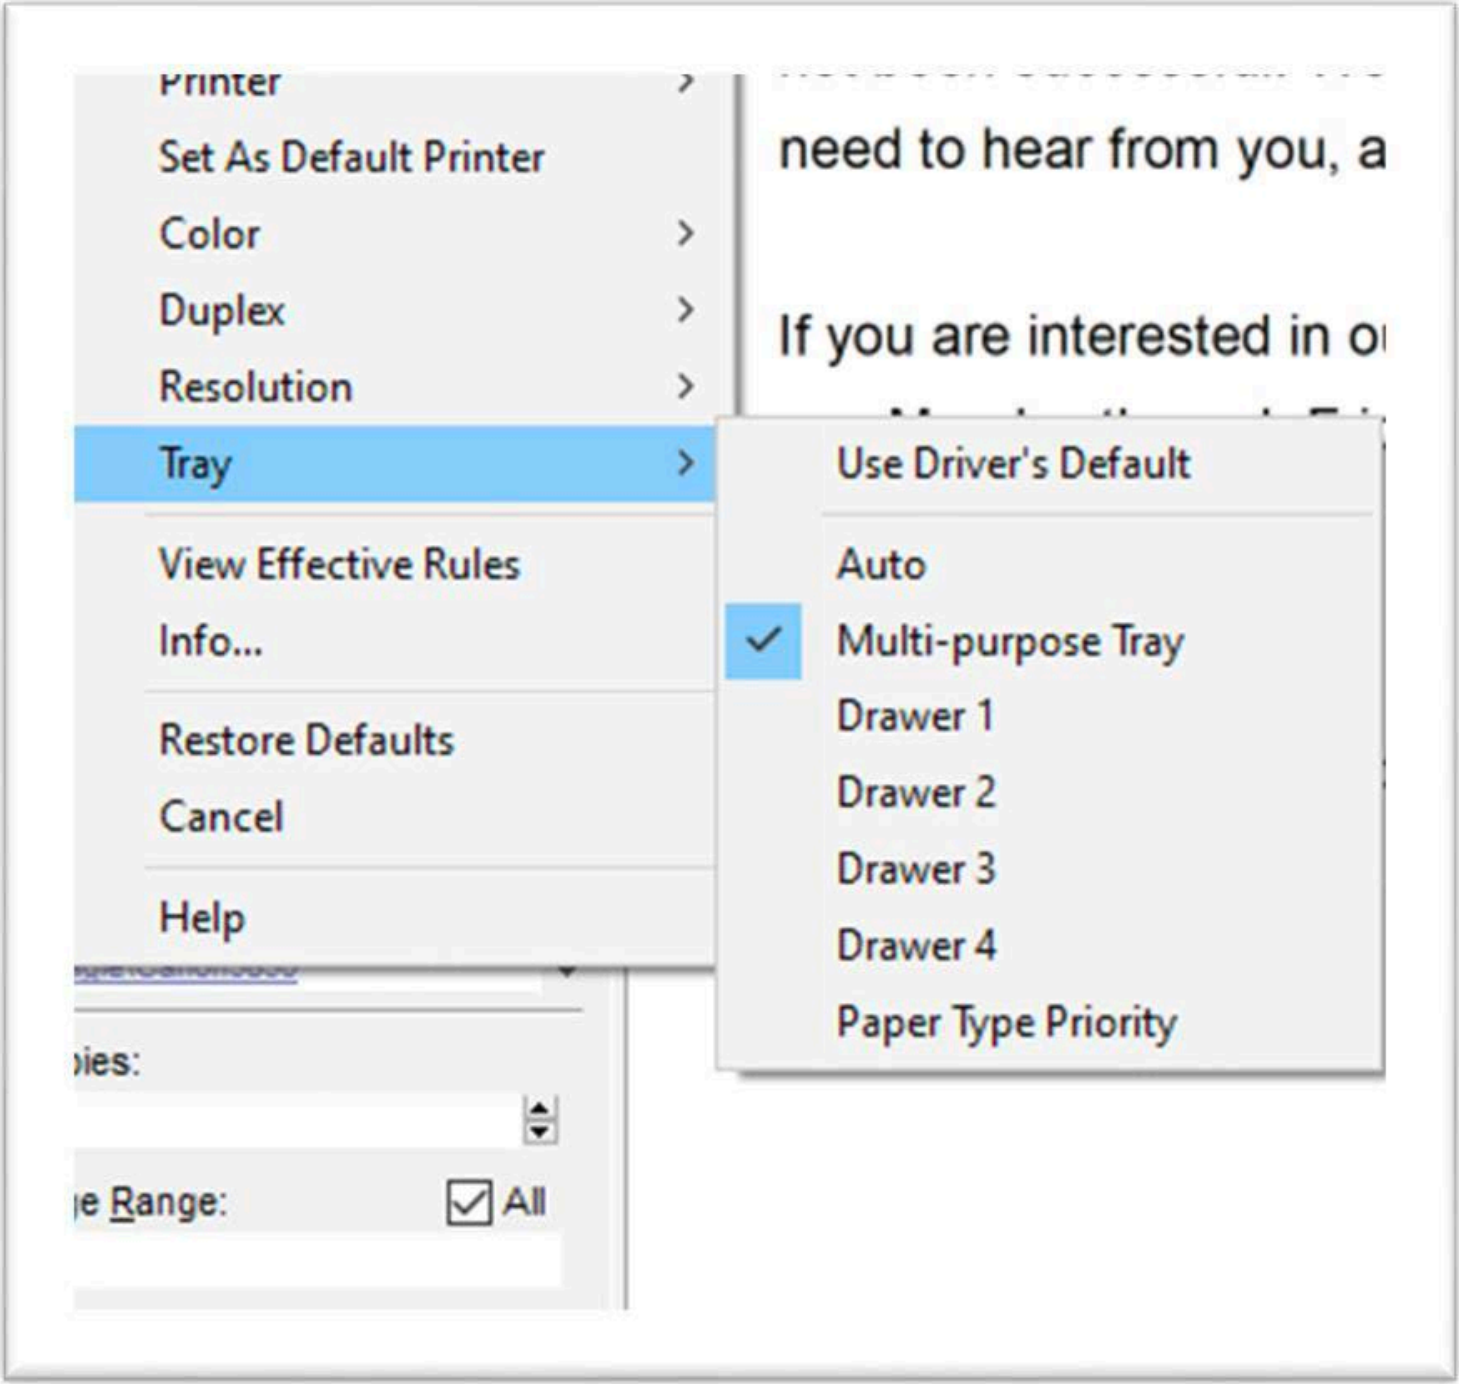 Printer
Set As Default Printer
Color
Duplex
Resolution
Tray
View Effective Rules
Info...
Restore Defaults
Cancel
Help
need to hear from you, a
If you are interested in
Use Driver's Default
Auto
Multi-purpose Tray
Drawer 1
Drawer 2
Drawer 3
Drawer 4
Paper Type Priority
pies:
ge Range:
All